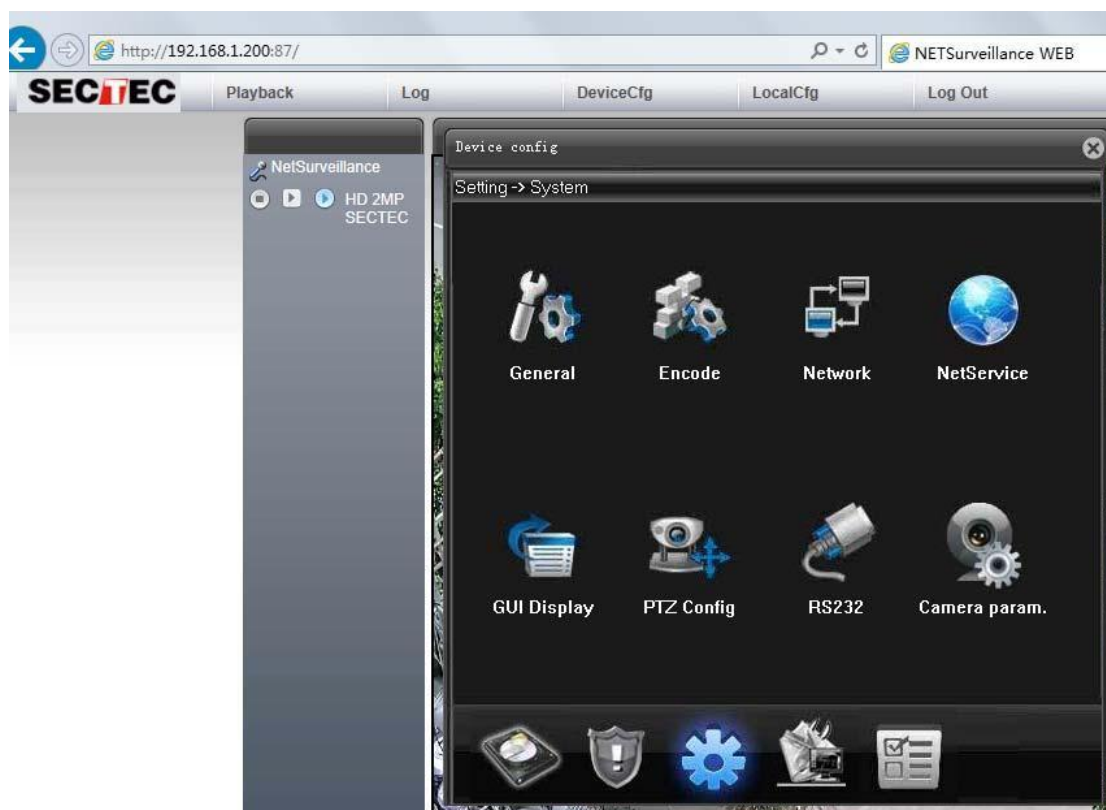 http://192.168.1.200:87/
NETSurveillance WEB
SECTEC
Playback
Log
DeviceCfg
LocalCfg
Log Out
NetSurveillance
HD 2MP
SECTEC
Device config
Setting -> System
General
Encode
Network
NetService
GUI Display
PTZ Config
RS232
Camera param.